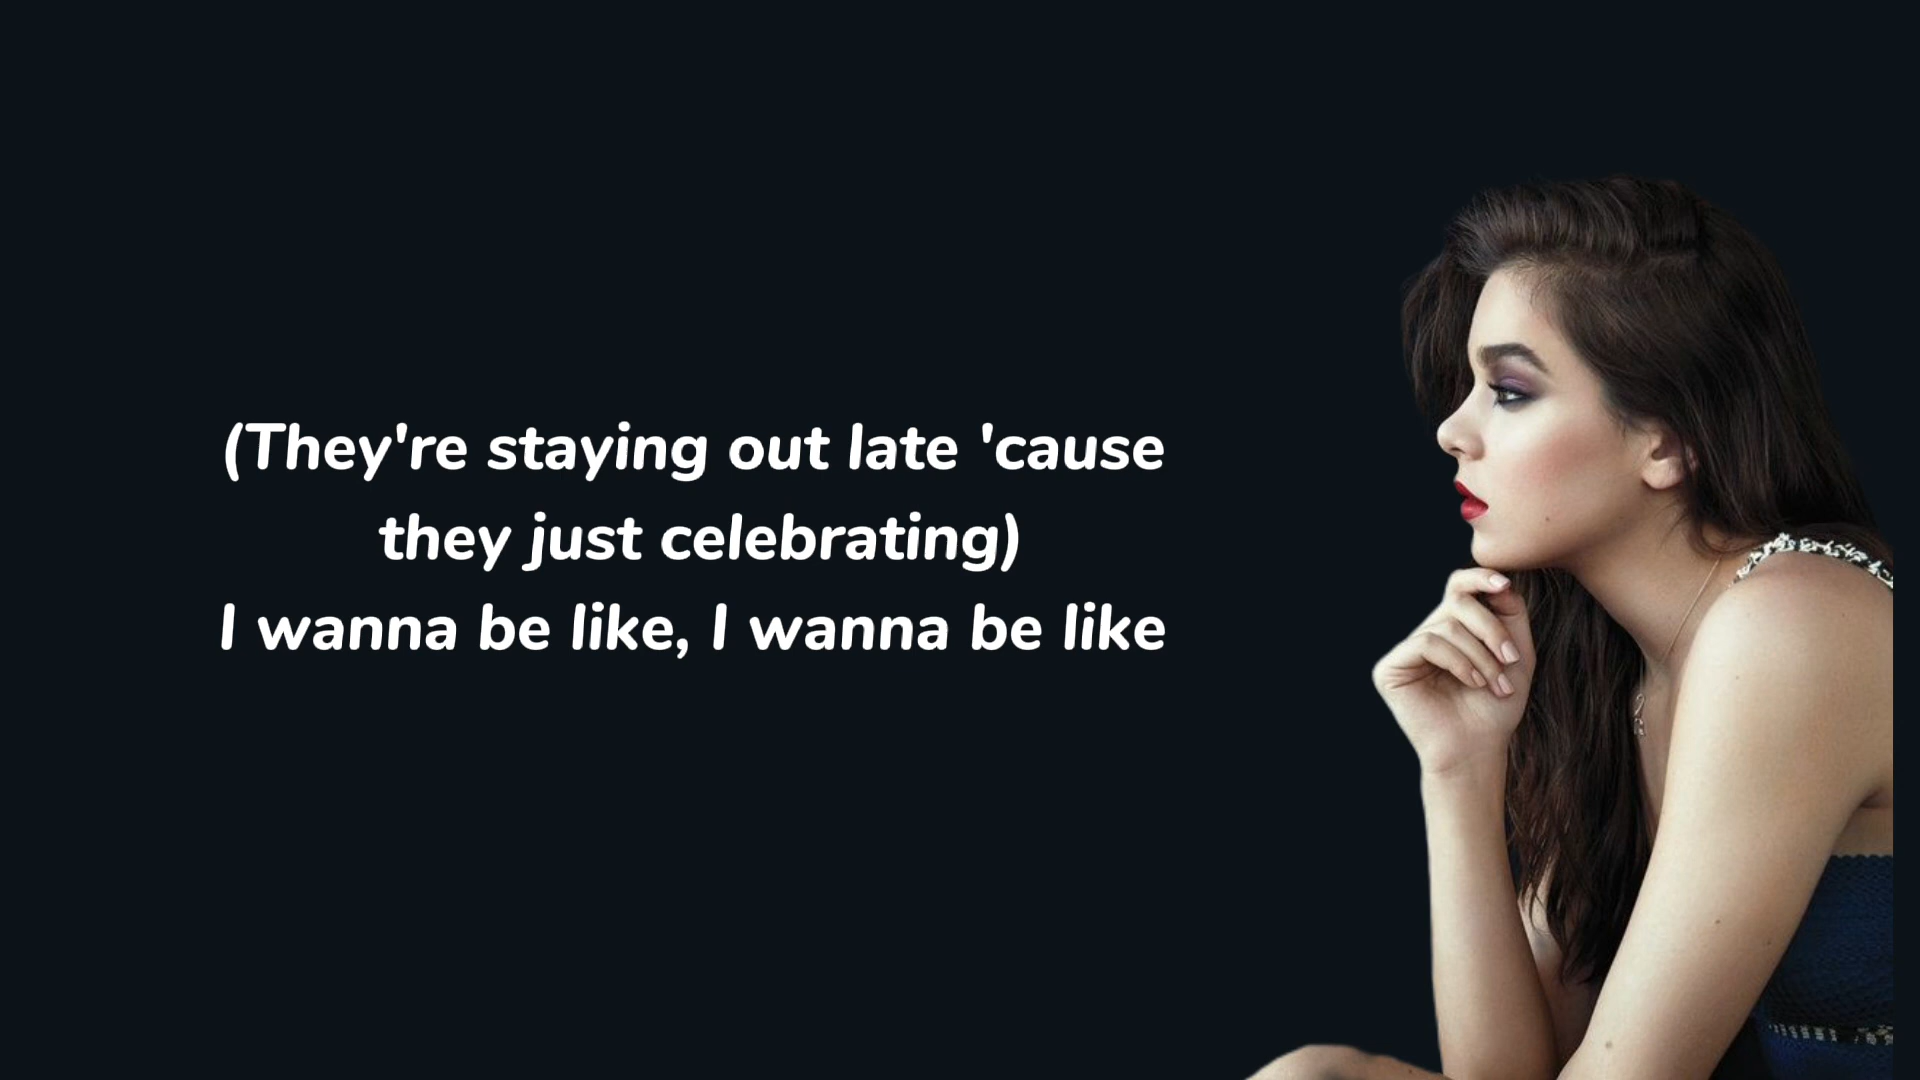 (They're staying out late 'cause
they just celebrating)
I wanna be like, I wanna be like